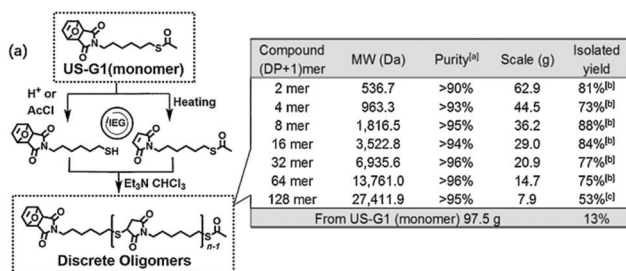 (a)
O
O
N
O
S
O
US-G1(monomer)
H⁺ or
AcCl
IEG
Heating
O
O
N
O
SH
O
N
O
S
O
Et₃N CHCl₃
O
O
N
O
S
O
N
O
S
O
n-1
Discrete Oligomers
Compound (DP+1)mer MW (Da) Purity[a] Scale (g) Isolated yield
2 mer 536.7 >90% 62.9 81%[b]
4 mer 963.3 >93% 44.5 73%[b]
8 mer 1,816.5 >95% 36.2 88%[b]
16 mer 3,522.8 >94% 29.0 84%[b]
32 mer 6,935.6 >96% 20.9 77%[b]
64 mer 13,761.0 >96% 14.7 75%[b]
128 mer 27,411.9 >95% 7.9 53%[c]
From US-G1 (monomer) 97.5 g 13%